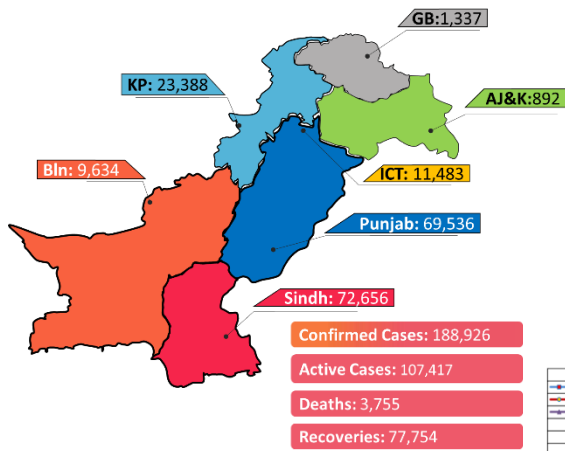 GB:1,337
KP: 23,388
AJ&K:892
Bln: 9,634
ICT: 11,483
Punjab: 69,536
Sindh: 72,656
Confirmed Cases: 188,926
Active Cases: 107,417
Deaths: 3,755
Recoveries: 77,754